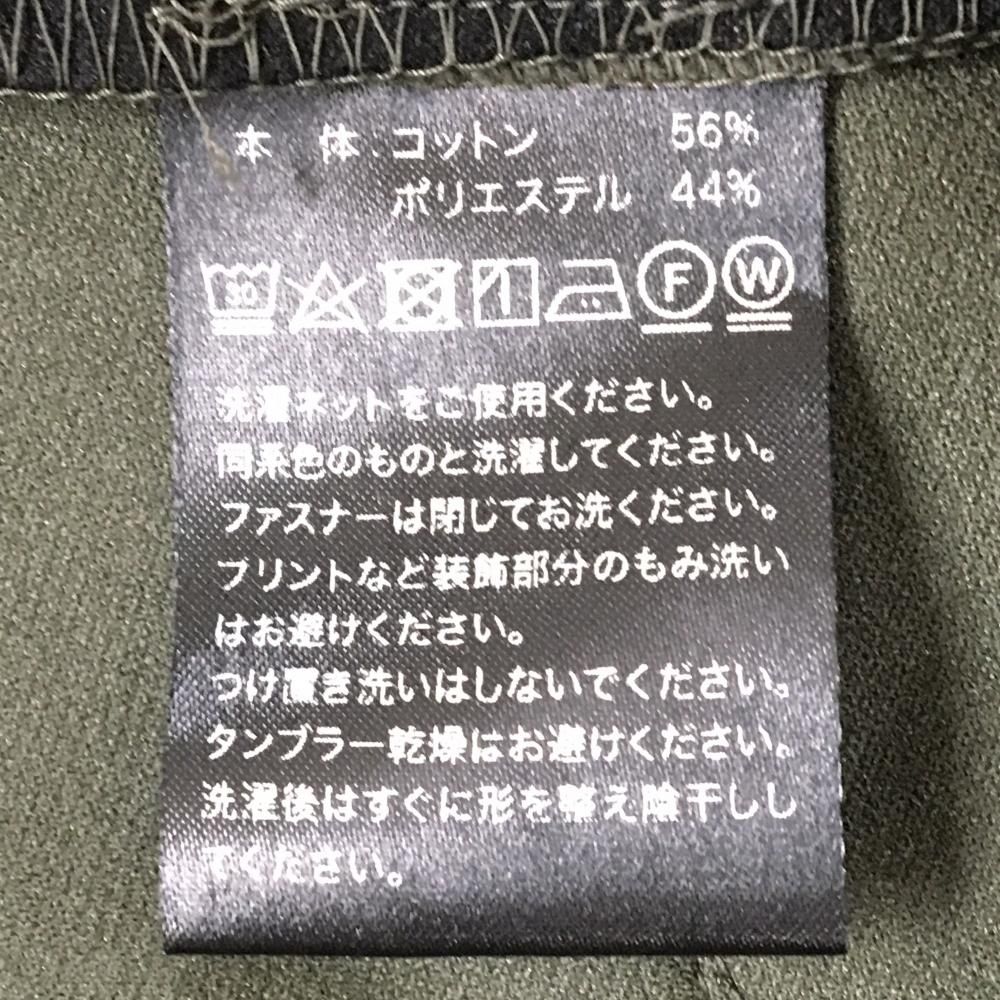 本 体 コットン 56%
ポリエステル 44%
30 F W
洗濯ネットをご使用ください。
同系色のものと洗濯してください。
ファスナーは閉じてお洗ください。
プリントなど装飾部分のもみ洗い
はお避けください。
つけ置き洗いはしないでください。
タンブラー乾燥はお避けください。
洗濯後はすぐに形を整え陰干しし
てください。